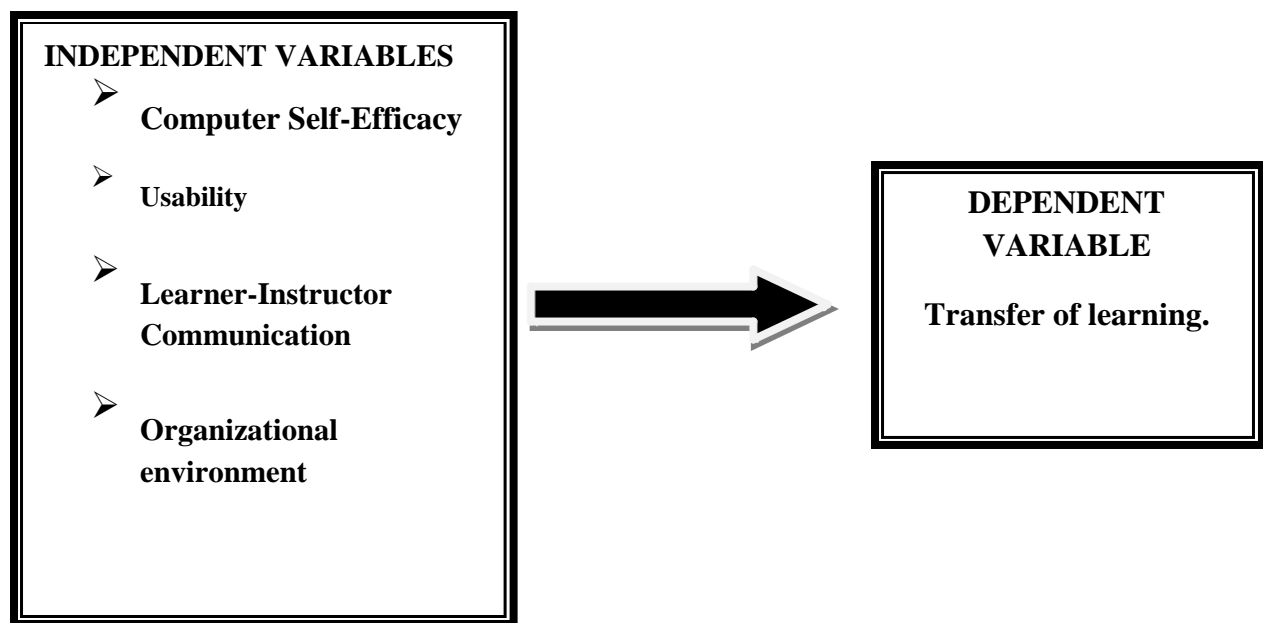 INDEPENDENT VARIABLES
➢
Computer Self-Efficacy
➢
Usability
➢
Learner-Instructor
Communication
➢
Organizational
environment
DEPENDENT
VARIABLE
Transfer of learning.